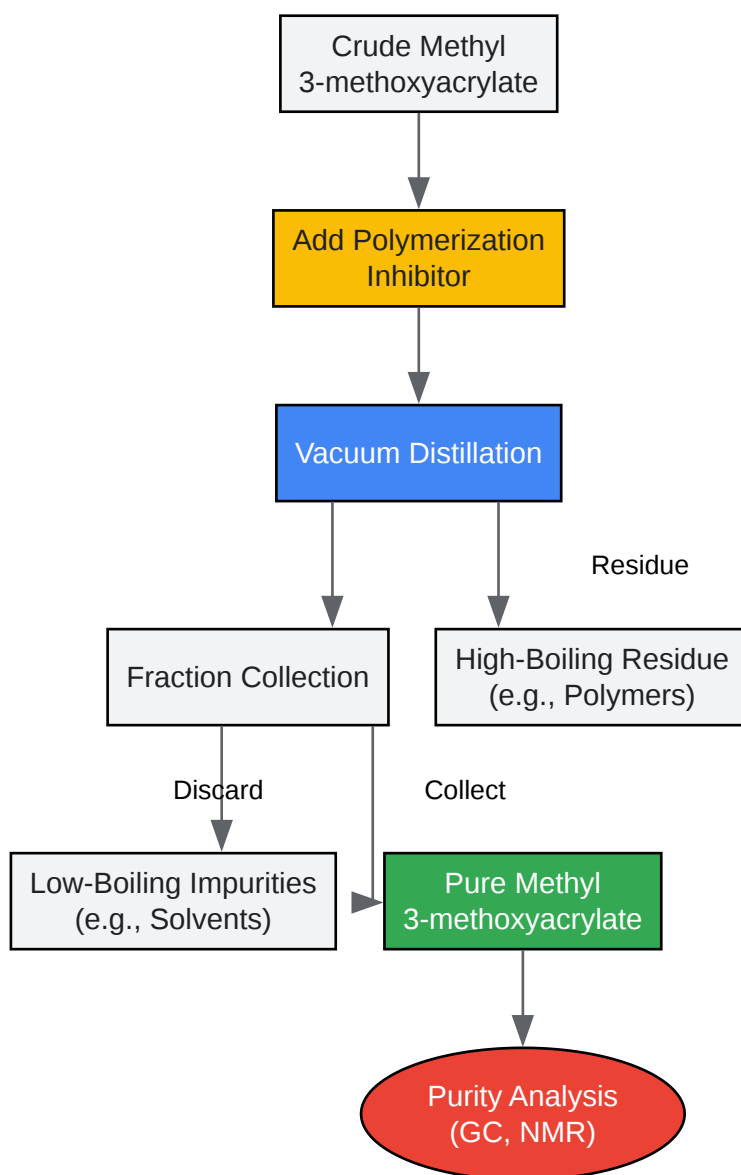 Crude Methyl
3-methoxyacrylate
Add Polymerization
Inhibitor
Vacuum Distillation
Residue
Fraction Collection
High-Boiling Residue
(e.g., Polymers)
Discard
Collect
Low-Boiling Impurities
(e.g., Solvents)
Pure Methyl
3-methoxyacrylate
Purity Analysis
(GC, NMR)